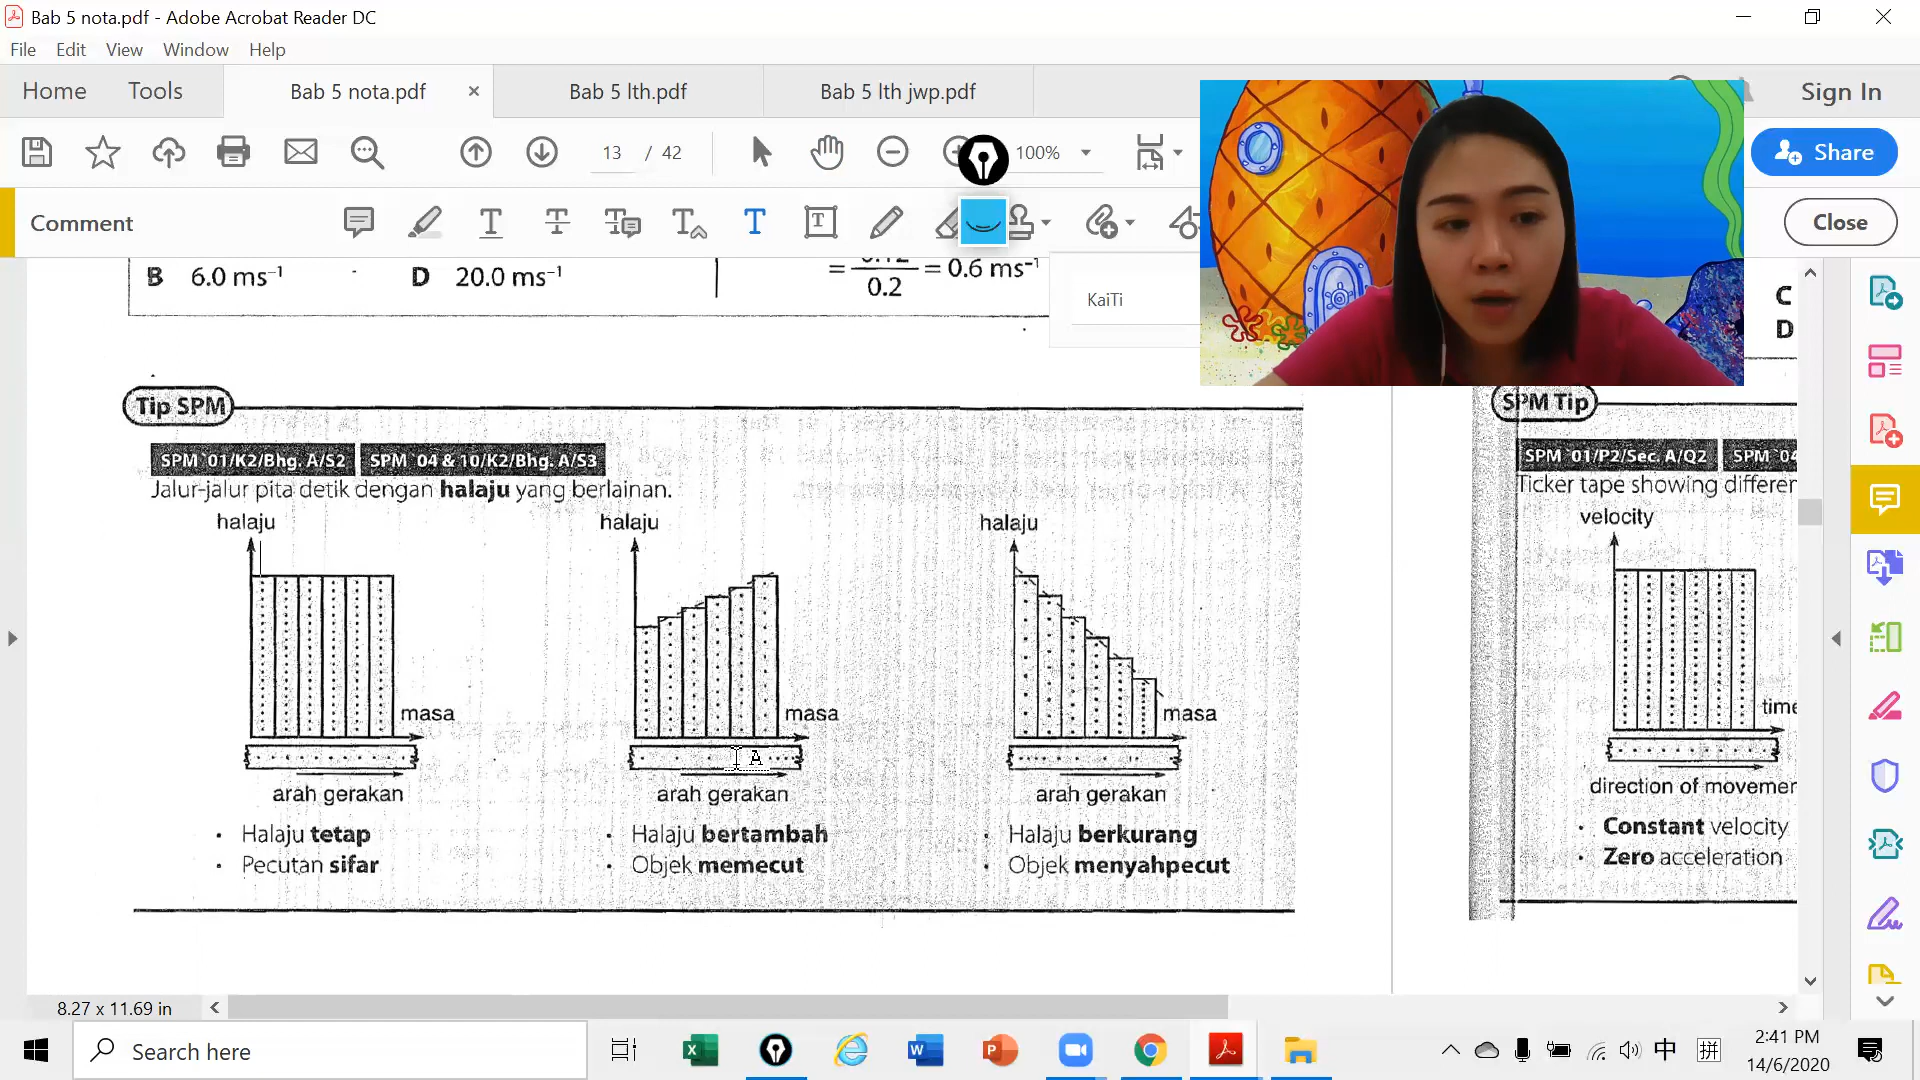 Bab 5 nota.pdf - Adobe Acrobat Reader DC
File Edit View Window Help
Home Tools Bab 5 nota.pdf × Bab 5 lth.pdf Bab 5 lth jwp.pdf Sign In
13 / 42 100% Share
Comment Close
KaiTi
B 6.0 ms⁻¹ D 20.0 ms⁻¹
= 0.12/0.2 = 0.6 ms⁻¹
C
D
Tip SPM
SPM `01/K2/Bhg. A/S2 SPM `04 & 10/K2/Bhg. A/S3
Jalur-jalur pita detik dengan halaju yang berlainan.
halaju halaju halaju
masa masa masa
A
arah gerakan arah gerakan arah gerakan
• Halaju tetap
• Pecutan sifar
• Halaju bertambah
• Objek memecut
• Halaju berkurang
• Objek menyahpecut
SPM Tip
SPM `01/P2/Sec. A/Q2 SPM `04
Ticker tape showing differen
velocity
time
direction of movemen
• Constant velocity
• Zero acceleration
8.27 x 11.69 in
Search here
中 拼
2:41 PM
14/6/2020